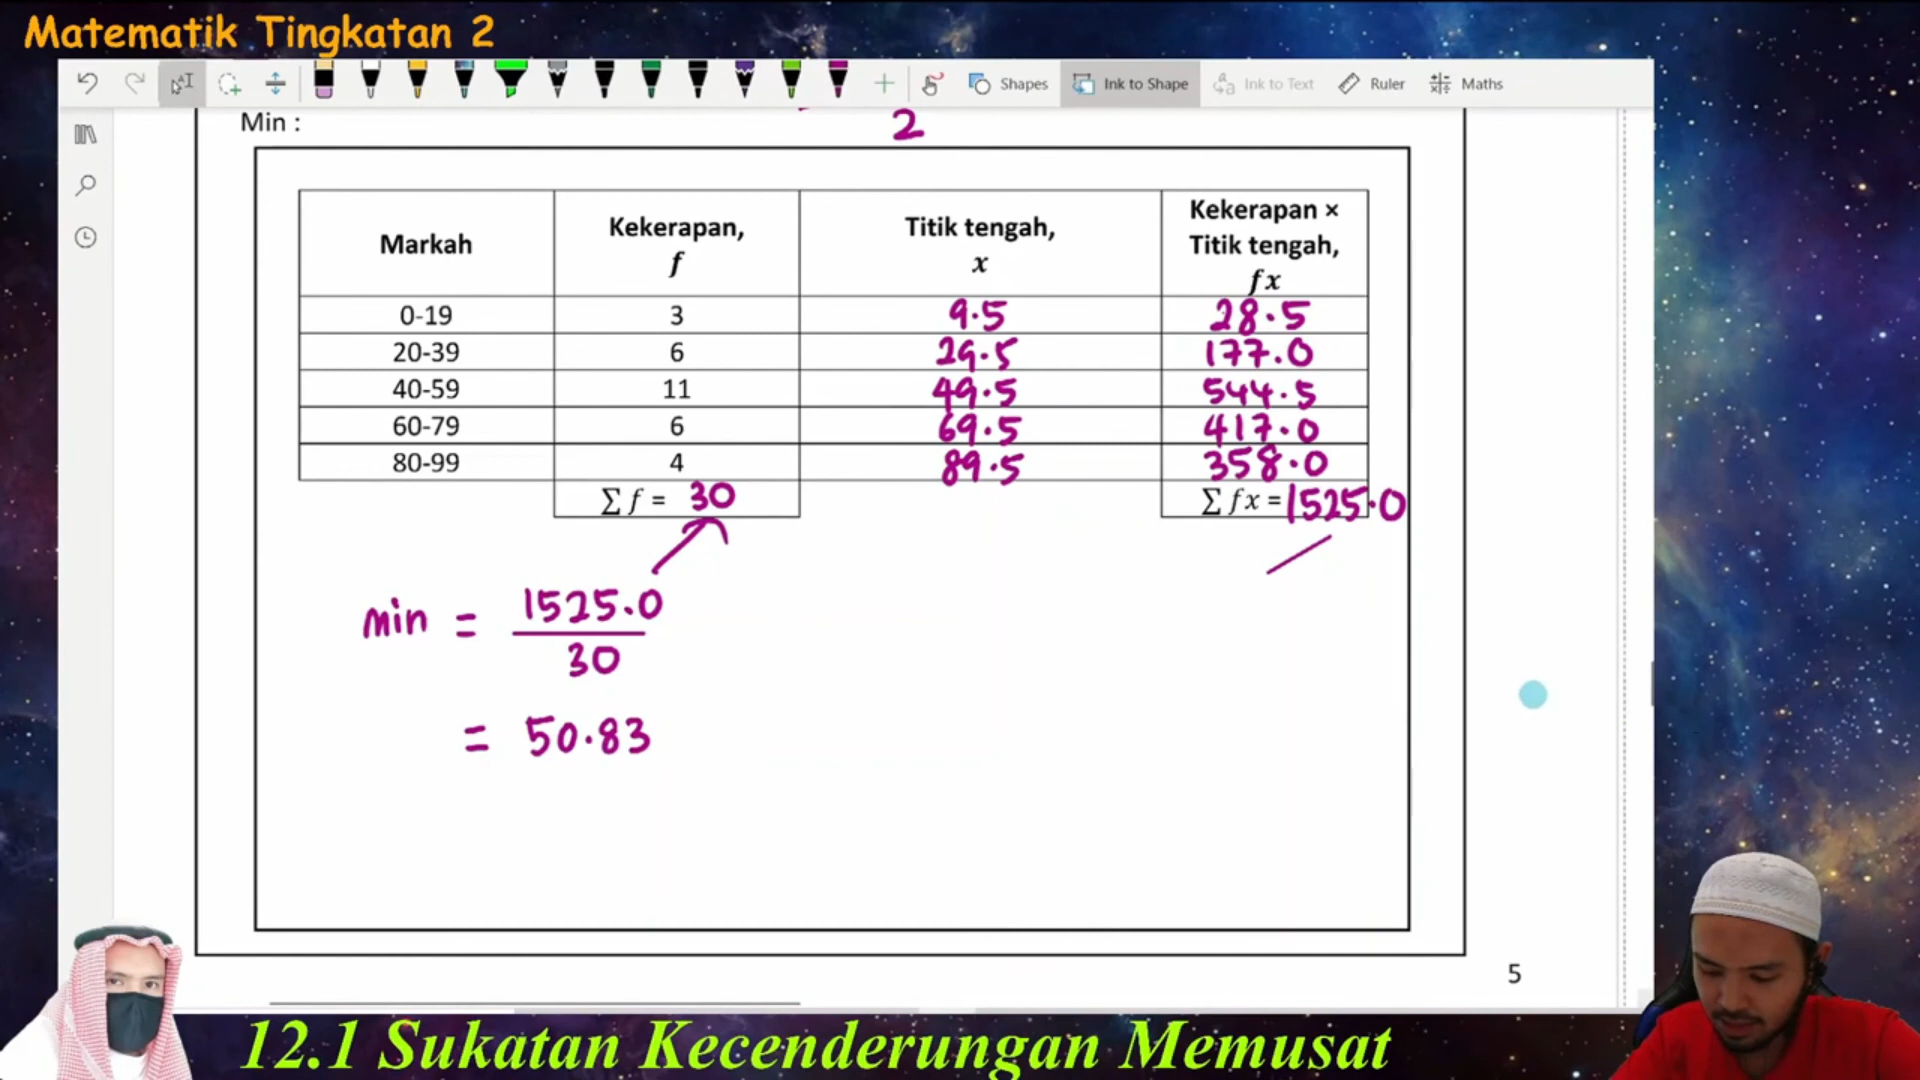 Matematik Tingkatan 2
Shapes Ink to Shape Ink to Text Ruler Maths
Min :
2
Markah Kekerapan, f Titik tengah, x Kekerapan × Titik tengah, fx
0-19 3 9.5 28.5
20-39 6 29.5 177.0
40-59 11 49.5 544.5
60-79 6 69.5 417.0
80-99 4 89.5 358.0
∑ f = 30 ∑ fx = 1525.0
min = 1525.0
30
= 50.83
5
12.1 Sukatan Kecenderungan Memusat